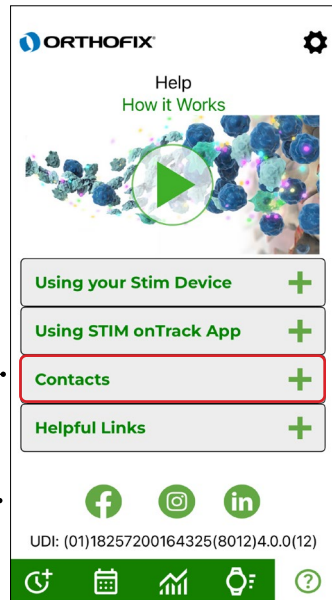 ORTHOFIX
Help
How it Works
Using your Stim Device
Using STIM onTrack App
Contacts
Helpful Links
UDI: (01)18257200164325(8012)4.0.0(12)